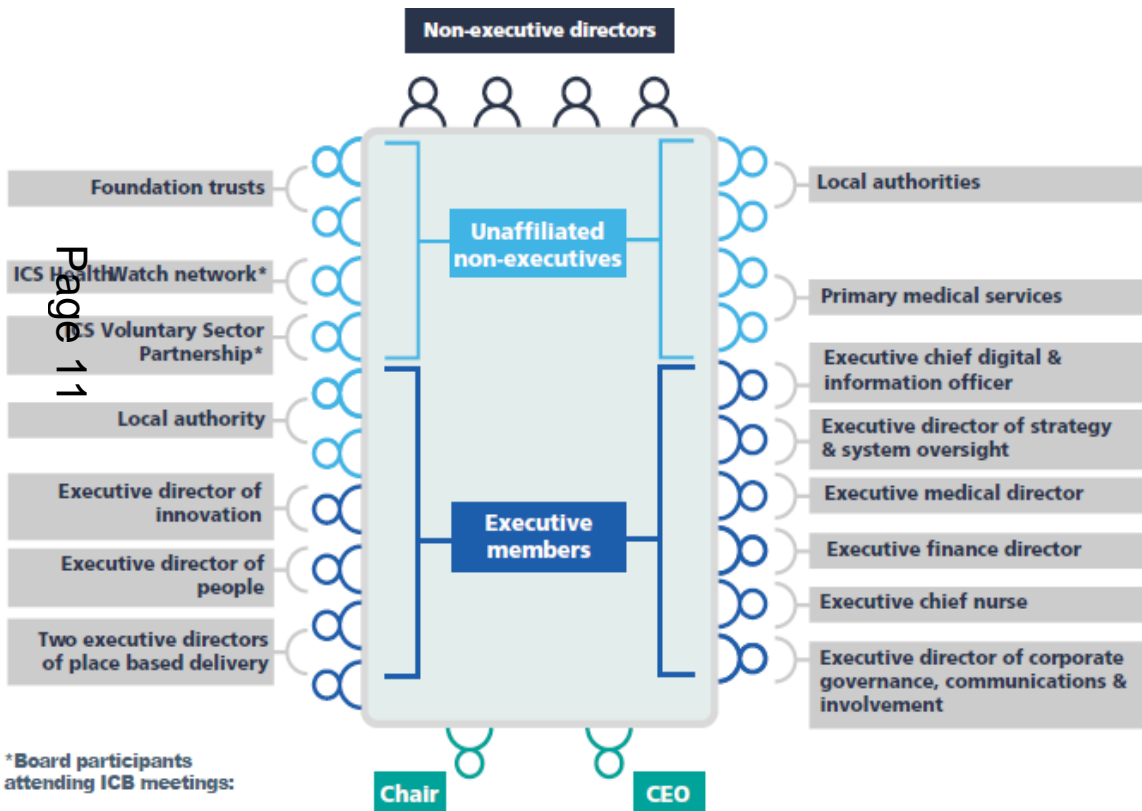 Non-executive directors
Foundation trusts
ICS HealthWatch network*
ICS Voluntary Sector
Partnership*
Local authority
Executive director of
innovation
Executive director of
people
Two executive directors
of place based delivery
Page 11
Unaffiliated
non-executives
Executive
members
Local authorities
Primary medical services
Executive chief digital &
information officer
Executive director of strategy
& system oversight
Executive medical director
Executive finance director
Executive chief nurse
Executive director of corporate
governance, communications &
involvement
*Board participants
attending ICB meetings:
Chair
CEO